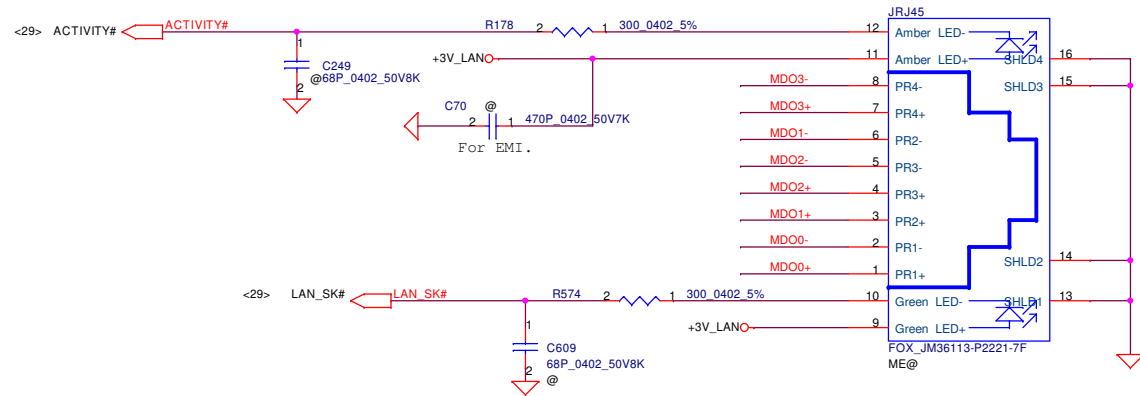 JRJ45
<29> ACTIVITY# ACTIVITY# R178 2 1 300_0402_5% 12 Amber LED-
1 C249 +3V_LAN 11 Amber LED+ SHLD4 16
@68P_0402_50V8K
2
MDO3- 8 PR4- SHLD3 15
C70 @ MDO3+ 7 PR4+
2 1 470P_0402_50V7K
For EMI.
MDO1- 6 PR2-
MDO2- 5 PR3-
MDO2+ 4 PR3+
MDO1+ 3 PR2+
MDO0- 2 PR1- SHLD2 14
MDO0+ 1 PR1+
<29> LAN_SK# LAN_SK# R574 2 1 300_0402_5% 10 Green LED- SHLD1 13
1 +3V_LAN 9 Green LED+
C609 FOX_JM36113-P2221-7F
68P_0402_50V8K ME@
2 @